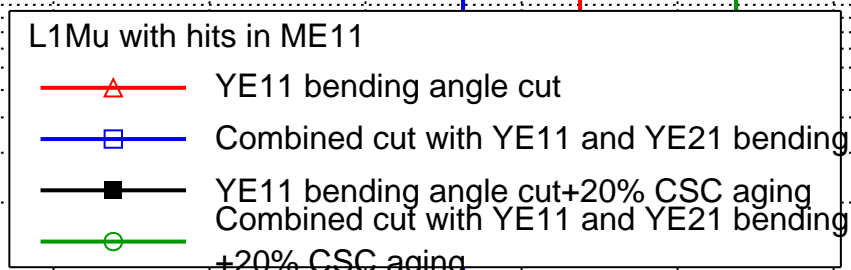 L1Mu with hits in ME11
YE11 bending angle cut
Combined cut with YE11 and YE21 bending
YE11 bending angle cut+20% CSC aging
Combined cut with YE11 and YE21 bending
+20% CSC aging